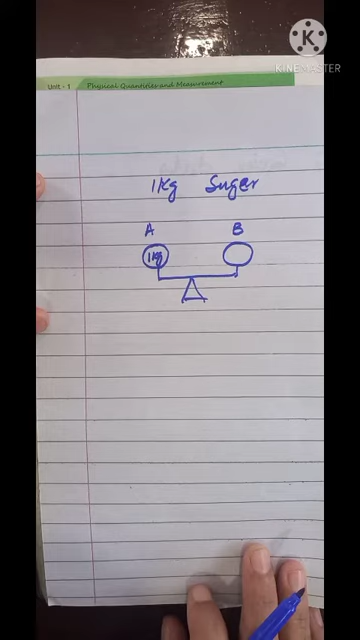 K
KINEMASTER
Unit - 1 Physical Quantities and Measurement
1kg Suger
A B
1kg